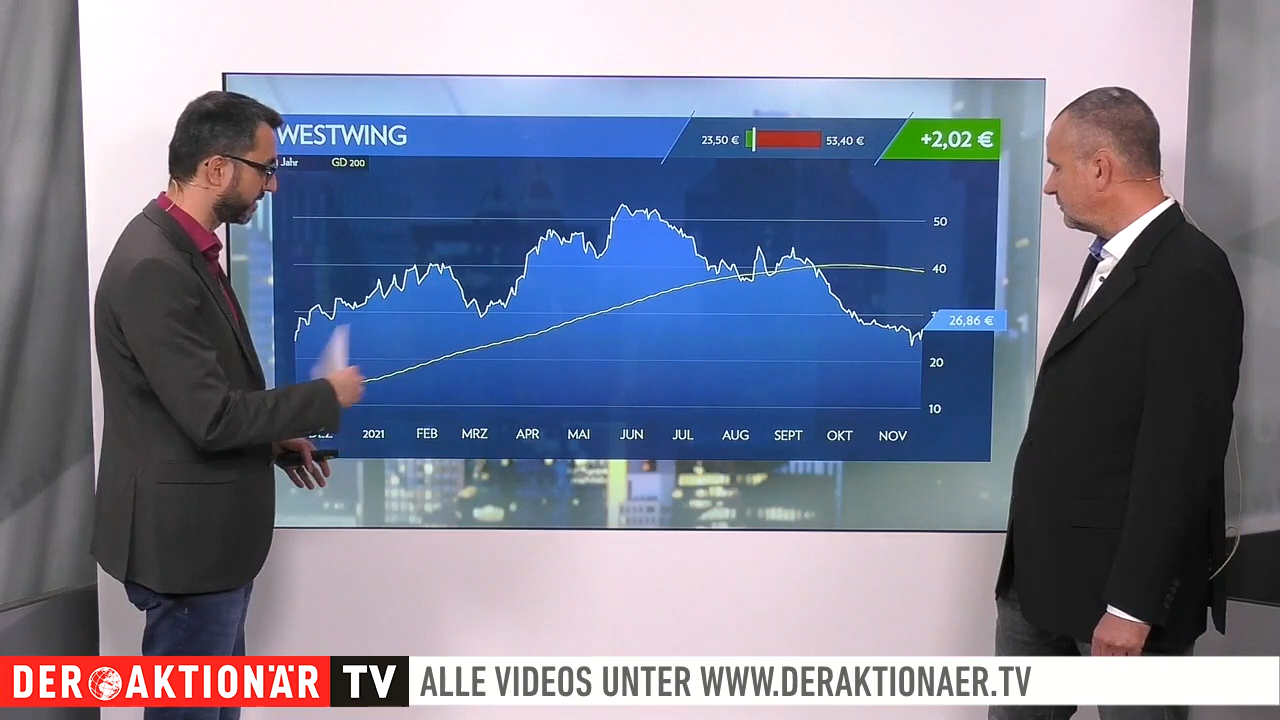 WESTWING
23,50 €
53,40 €
+2,02 €
Jahr
GD 200
50
40
26,86 €
20
10
2021 FEB MRZ APR MAI JUN JUL AUG SEPT OKT NOV
DER AKTIONÄR TV
ALLE VIDEOS UNTER WWW.DERAKTIONAER.TV